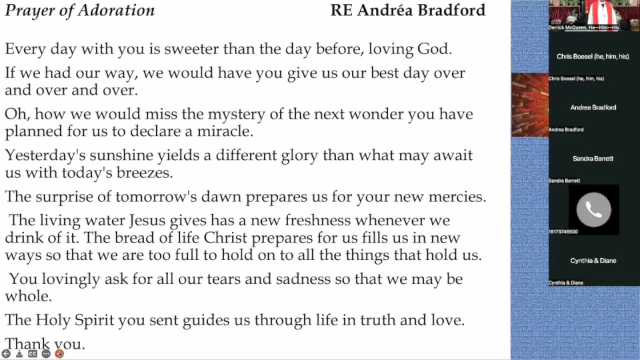 Prayer of Adoration RE Andréa Bradford
Every day with you is sweeter than the day before, loving God.
If we had our way, we would have you give us our best day over
and over and over.
Oh, how we would miss the mystery of the next wonder you have
planned for us to declare a miracle.
Yesterday's sunshine yields a different glory than what may await
us with today's breezes.
The surprise of tomorrow's dawn prepares us for your new mercies.
The living water Jesus gives has a new freshness whenever we
drink of it. The bread of life Christ prepares for us fills us in new
ways so that we are too full to hold on to all the things that hold us.
You lovingly ask for all our tears and sadness so that we may be
whole.
The Holy Spirit you sent guides us through life in truth and love.
Thank you.
Derrick McQueen, He—Him—His
Chris Boesel (he, him, his)
Chris Boesel (he, him, his)
Andrea Bradford
Andrea Bradford
Sandra Barrett
Sandra Barrett
Cynthia & Diane
Cynthia & Diane